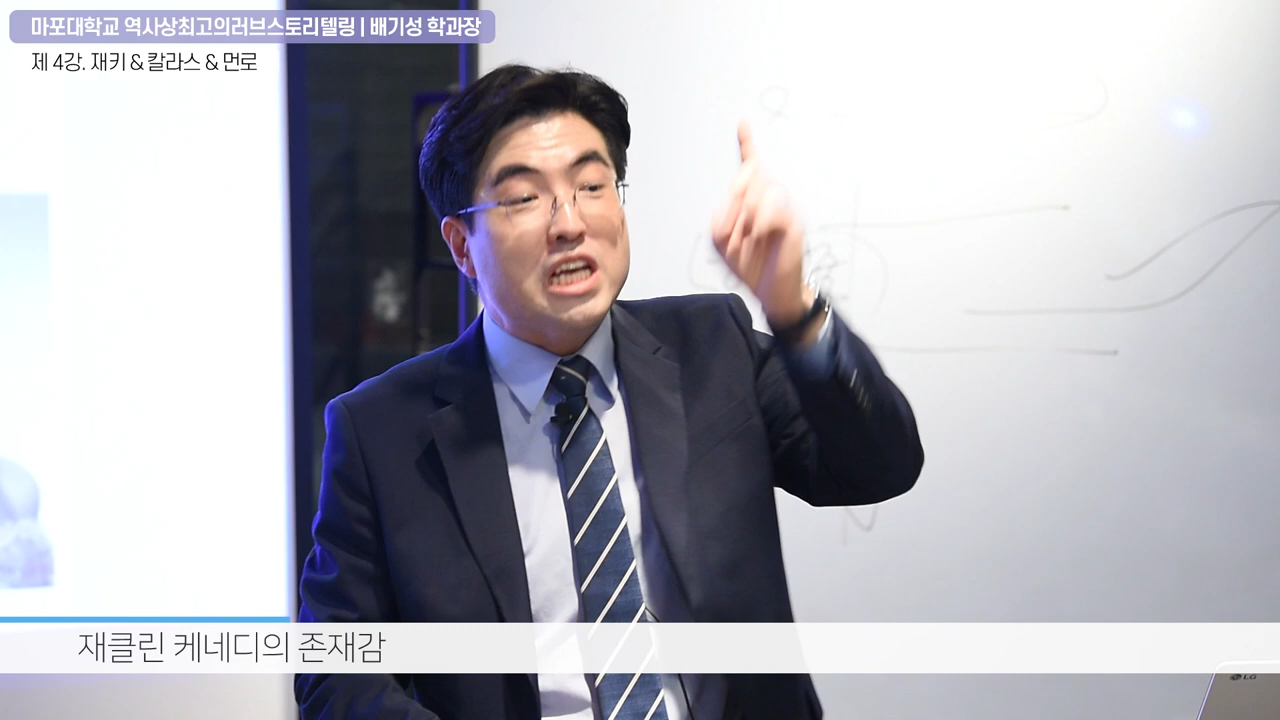 마포대학교 역사상최고의러브스토리텔링 | 배기성 학과장
제 4강. 재키 & 칼라스 & 먼로
재클린 케네디의 존재감
LG